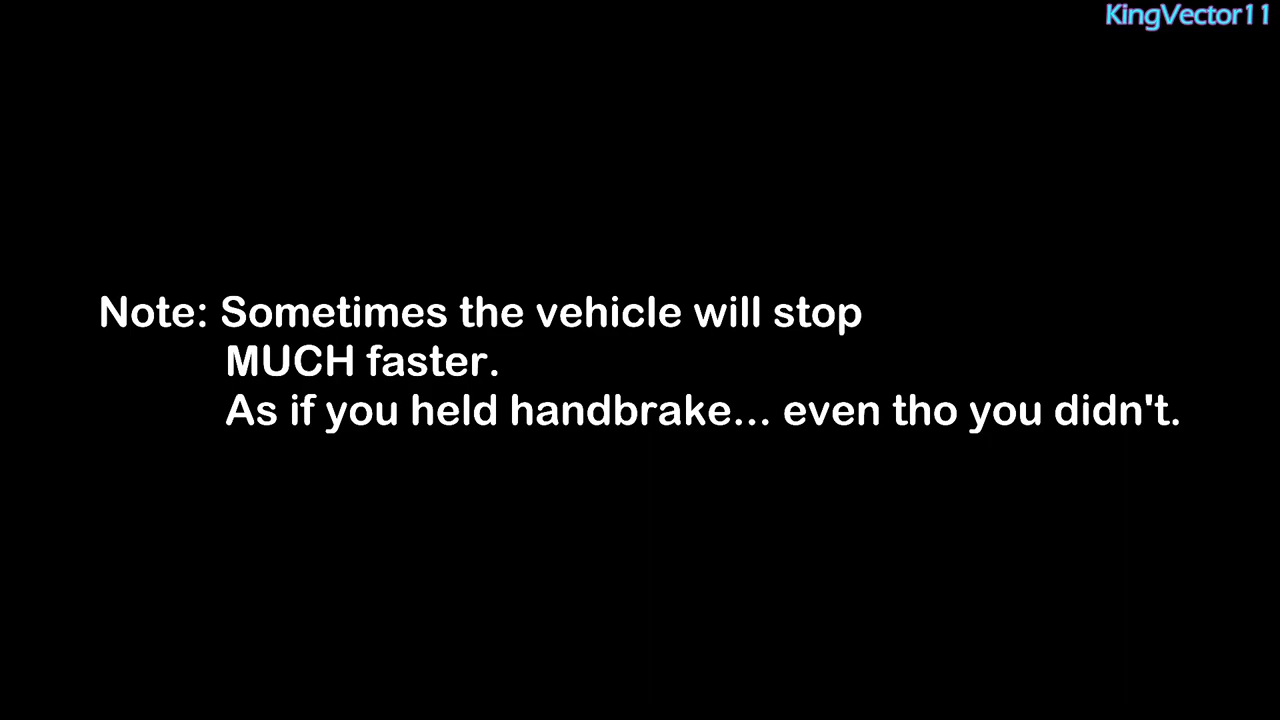 KingVector11
Note: Sometimes the vehicle will stop
MUCH faster.
As if you held handbrake... even tho you didn't.